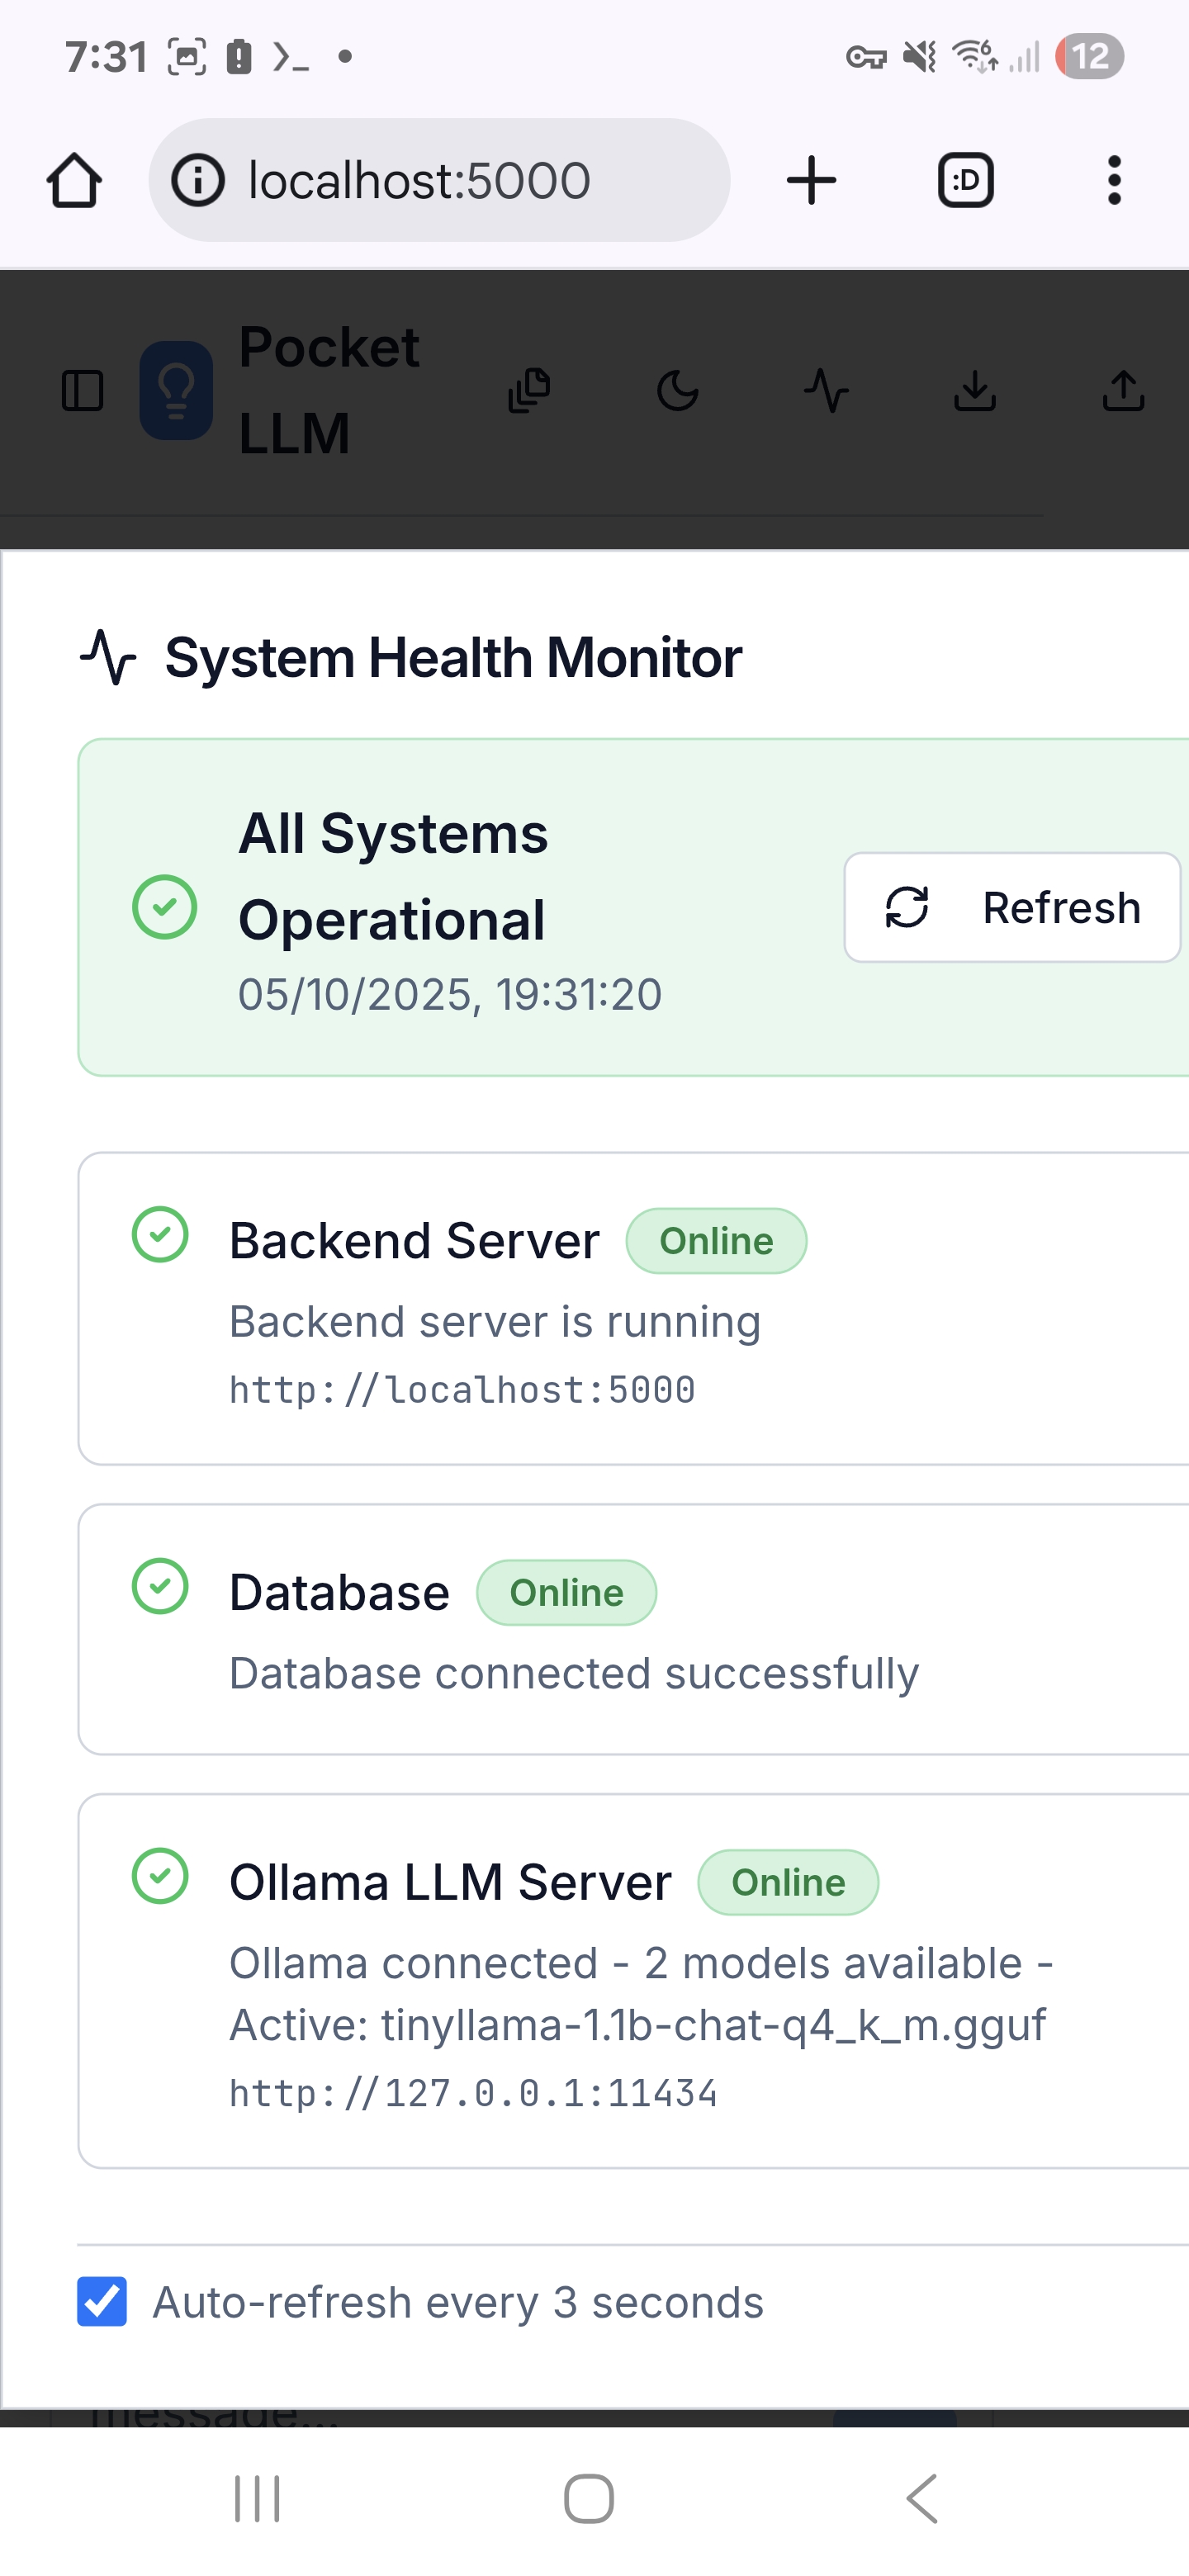 7:31
6
12
localhost:5000
:D
Pocket
LLM
System Health Monitor
All Systems
Operational
05/10/2025, 19:31:20
Refresh
Backend Server
Online
Backend server is running
http://localhost:5000
Database
Online
Database connected successfully
Ollama LLM Server
Online
Ollama connected - 2 models available -
Active: tinyllama-1.1b-chat-q4_k_m.gguf
http://127.0.0.1:11434
Auto-refresh every 3 seconds
message...